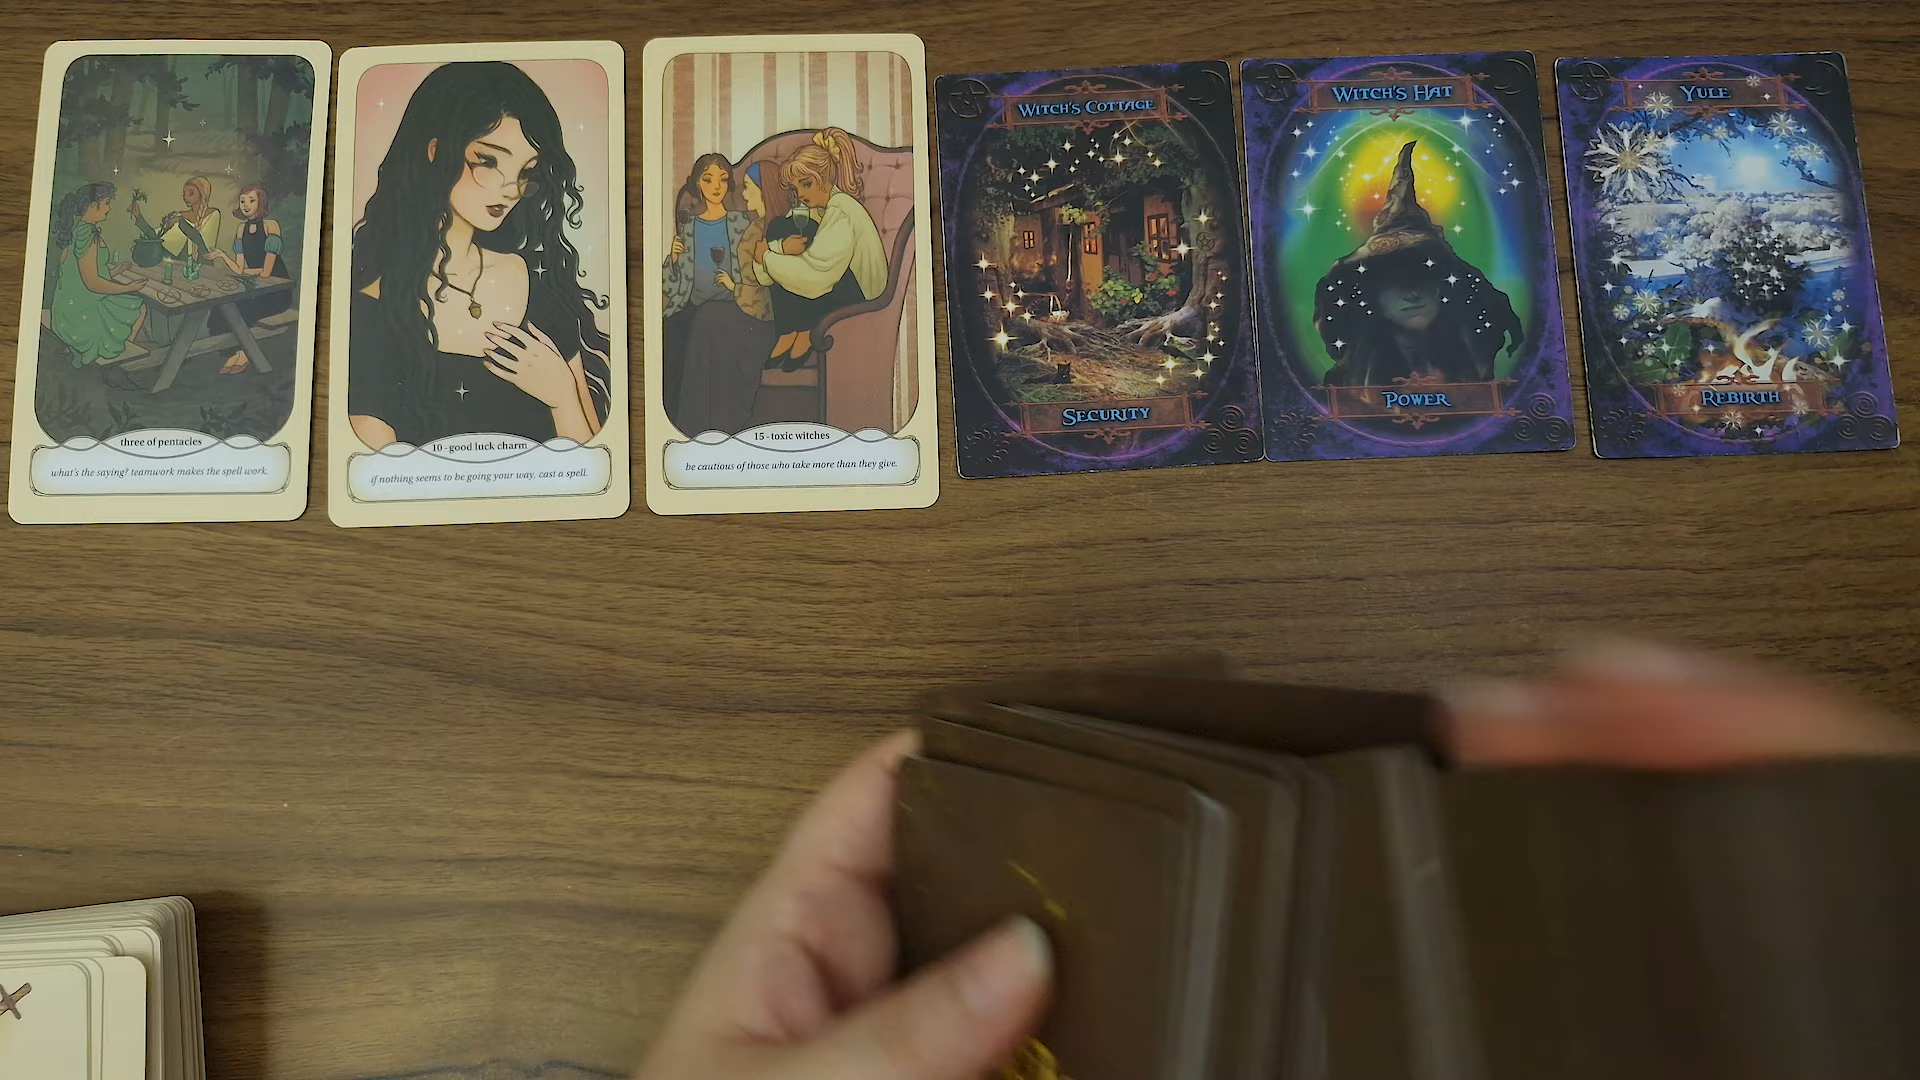 three of pentacles
what's the saying? teamwork makes the spell work.
10 - good luck charm
if nothing seems to be going your way, cast a spell.
15 - toxic witches
be cautious of those who take more than they give.
WITCH'S COTTAGE
SECURITY
WITCH'S HAT
POWER
YULE
REBIRTH